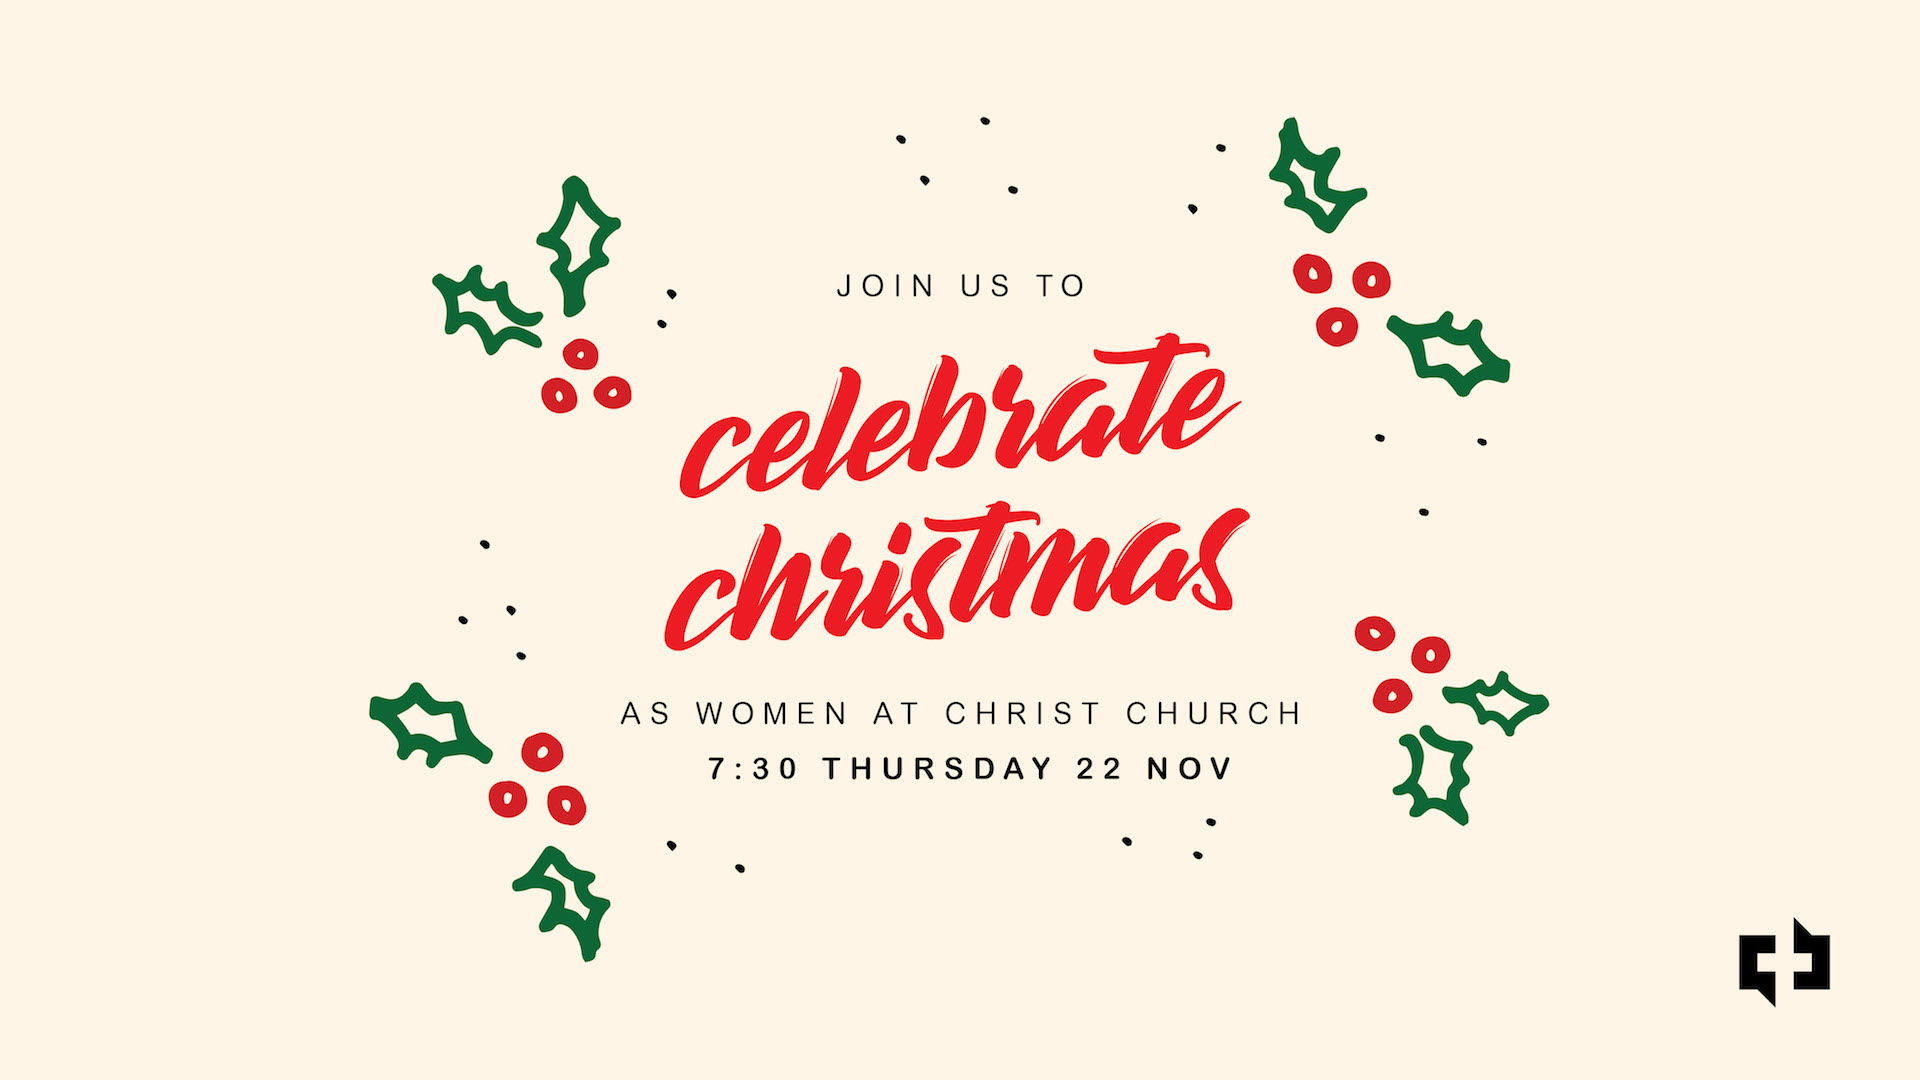 JOIN US TO
celebrate
christmas
AS WOMEN AT CHRIST CHURCH
7:30 THURSDAY 22 NOV